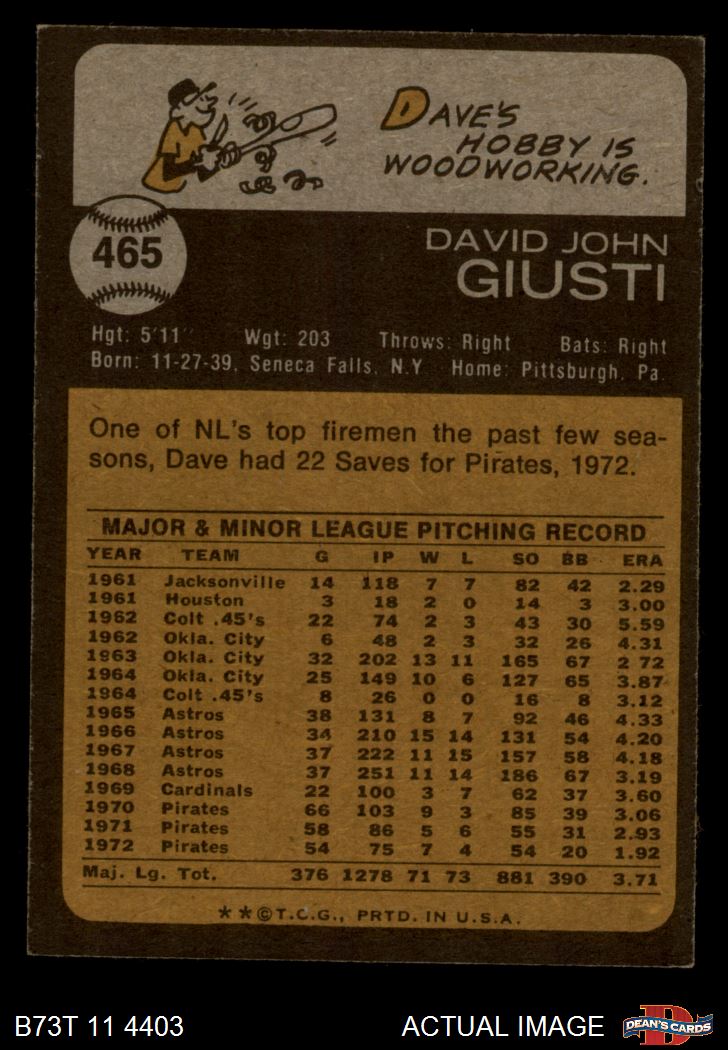 DAVE'S
HOBBY IS
WOODWORKING.
465
DAVID JOHN
GIUSTI
Hgt: 5'11" Wgt: 203 Throws: Right Bats: Right
Born: 11-27-39, Seneca Falls, N.Y Home: Pittsburgh, Pa.
One of NL's top firemen the past few sea-
sons, Dave had 22 Saves for Pirates, 1972.
MAJOR & MINOR LEAGUE PITCHING RECORD
YEAR TEAM G IP W L SO BB ERA
1961 Jacksonville 14 118 7 7 82 42 2.29
1961 Houston 3 18 2 0 14 3 3.00
1962 Colt .45's 22 74 2 3 43 30 5.59
1962 Okla. City 6 48 2 3 32 26 4.31
1963 Okla. City 32 202 13 11 165 67 2 72
1964 Okla. City 25 149 10 6 127 65 3.87
1964 Colt .45's 8 26 0 0 16 8 3.12
1965 Astros 38 131 8 7 92 46 4.33
1966 Astros 34 210 15 14 131 54 4.20
1967 Astros 37 222 11 15 157 58 4.18
1968 Astros 37 251 11 14 186 67 3.19
1969 Cardinals 22 100 3 7 62 37 3.60
1970 Pirates 66 103 9 3 85 39 3.06
1971 Pirates 58 86 5 6 55 31 2.93
1972 Pirates 54 75 7 4 54 20 1.92
Maj. Lg. Tot. 376 1278 71 73 881 390 3.71
**©T.C.G., PRTD. IN U.S.A.
B73T 11 4403 ACTUAL IMAGE D DEAN'S CARDS